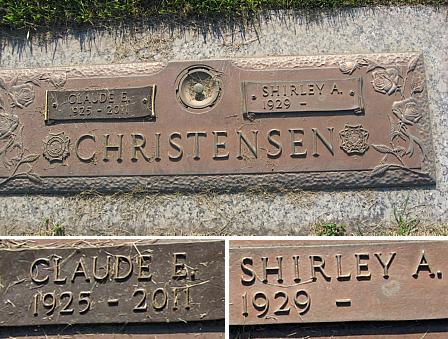 CLAUDE E.
1925 - 2011
SHIRLEY A.
1929 -
CHRISTENSEN
CLAUDE E.
1925 - 2011
SHIRLEY A.
1929 -